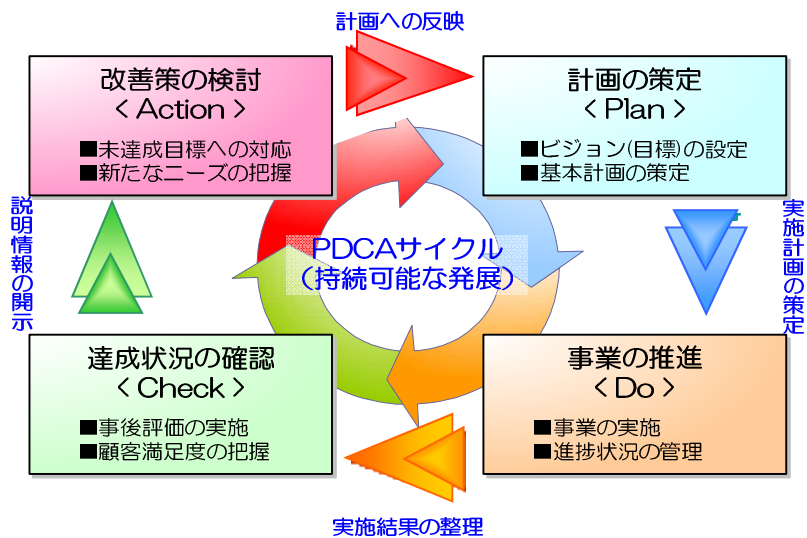 計画への反映
改善策の検討
< Action >
■未達成目標への対応
■新たなニーズの把握
計画の策定
< Plan >
■ビジョン(目標)の設定
■基本計画の策定
説明情報の開示
PDCAサイクル
(持続可能な発展)
実施計画の策定
達成状況の確認
< Check >
■事後評価の実施
■顧客満足度の把握
事業の推進
< Do >
■事業の実施
■進捗状況の管理
実施結果の整理